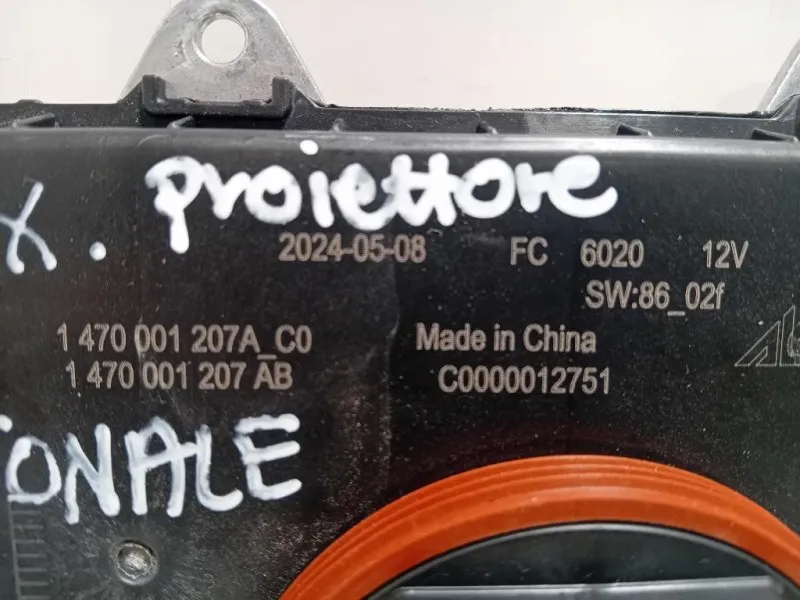 x. proiettore
2024-05-08 FC 6020 12V
SW:86_02f
1 470 001 207A_C0 Made in China
1 470 001 207 AB C0000012751
TONALE